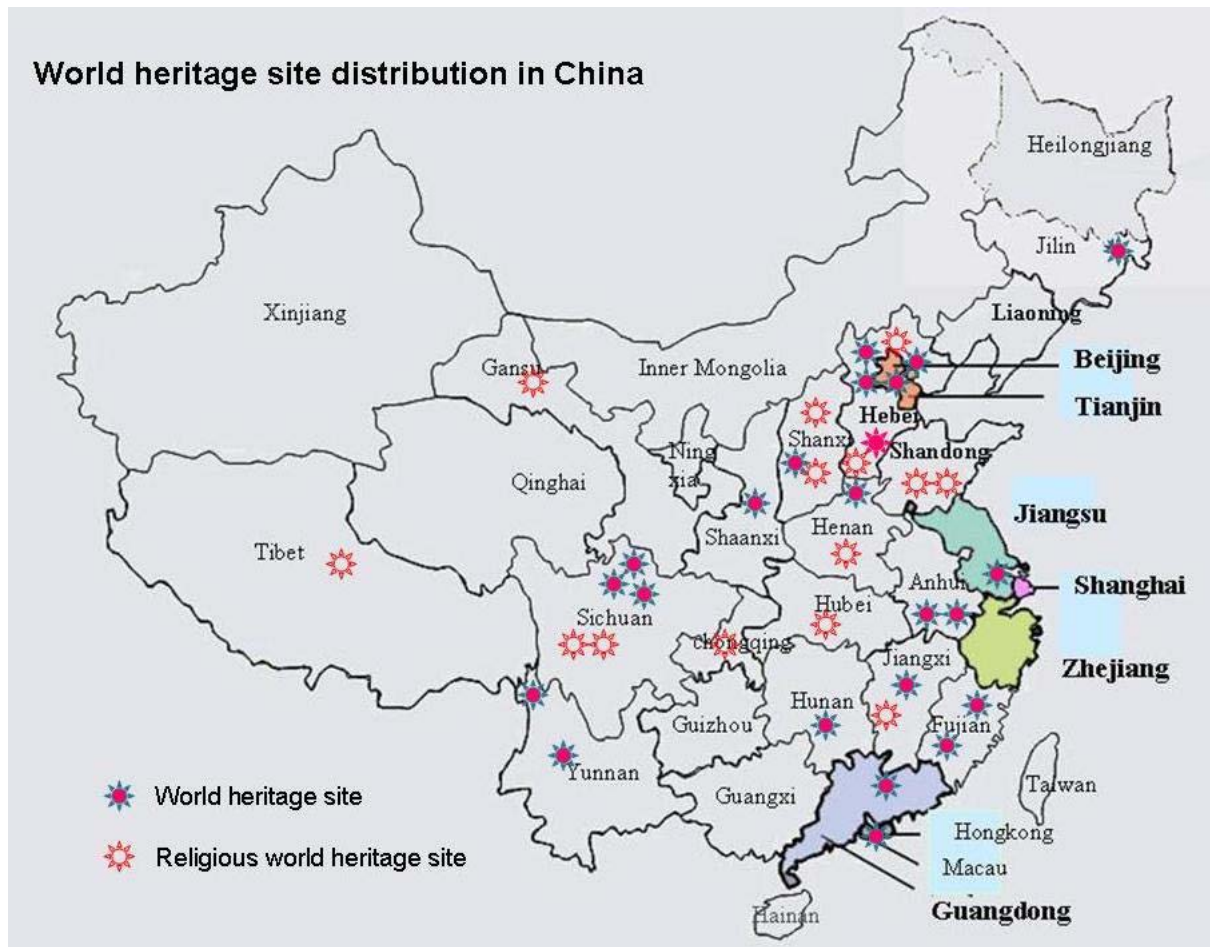 World heritage site distribution in China
Heilongjiang
Jilin
Liaoning
Xinjiang
Gansu
Inner Mongolia
Beijing
Tianjin
Hebei
Shanxi
Shandong
Ning
xia
Qinghai
Jiangsu
Henan
Shaanxi
Tibet
Anhui
Shanghai
Hubei
Sichuan
chongqing
Jiangxi
Zhejiang
Hunan
Guizhou
Fujian
Yunnan
Guangxi
Taiwan
World heritage site
Hongkong
Religious world heritage site
Macau
Guangdong
Hainan